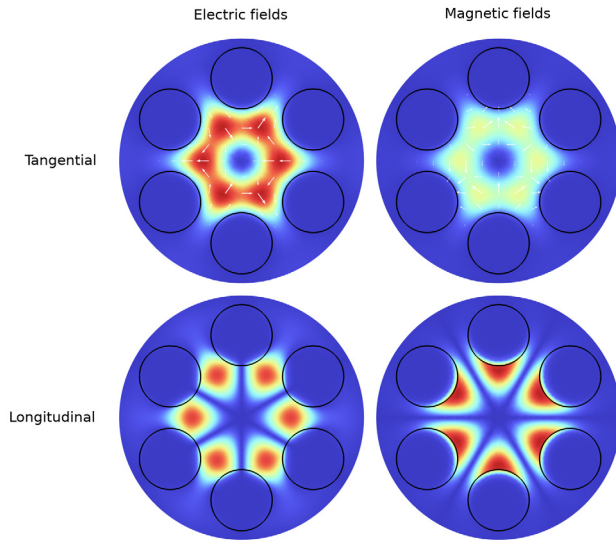 Electric fields
Magnetic fields
Tangential
Longitudinal